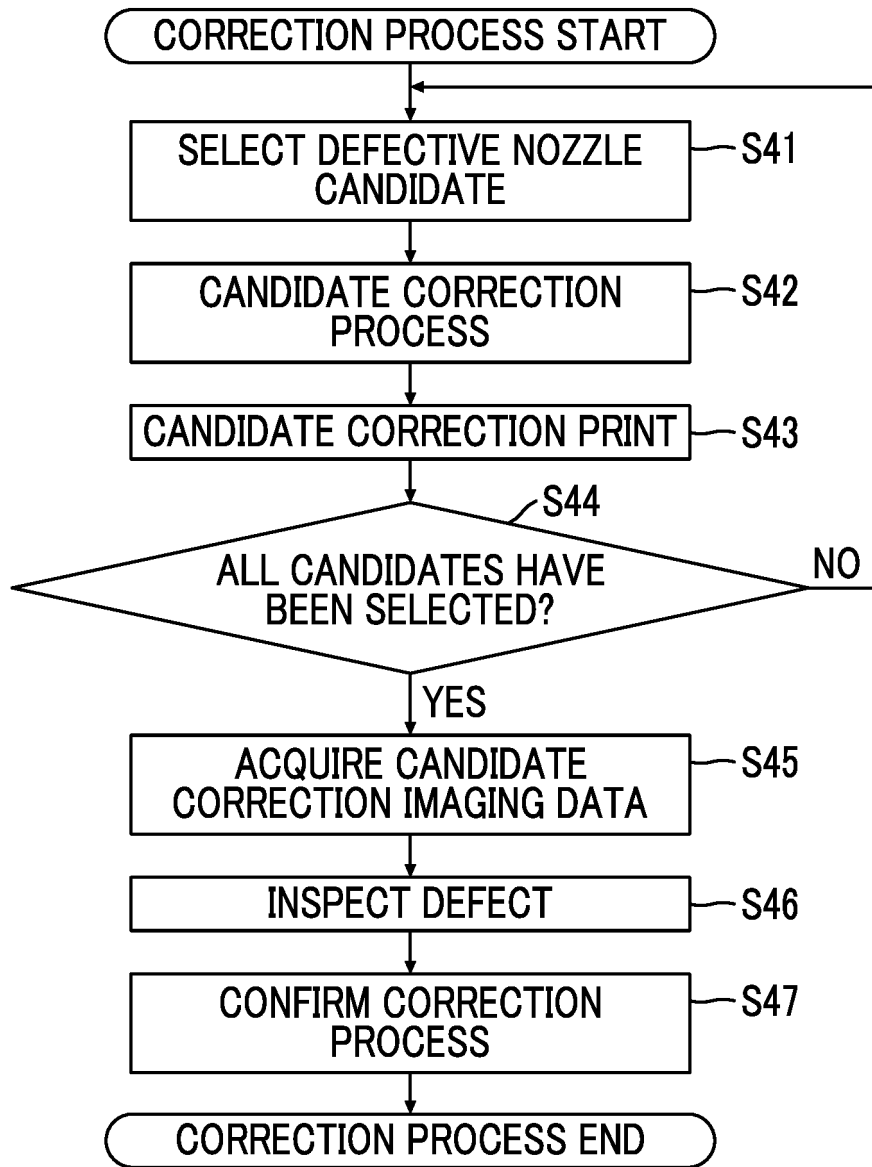 CORRECTION PROCESS START
SELECT DEFECTIVE NOZZLE
CANDIDATE
S41
CANDIDATE CORRECTION
PROCESS
S42
CANDIDATE CORRECTION PRINT
S43
S44
ALL CANDIDATES HAVE
BEEN SELECTED?
NO
YES
ACQUIRE CANDIDATE
CORRECTION IMAGING DATA
S45
INSPECT DEFECT
S46
CONFIRM CORRECTION
PROCESS
S47
CORRECTION PROCESS END